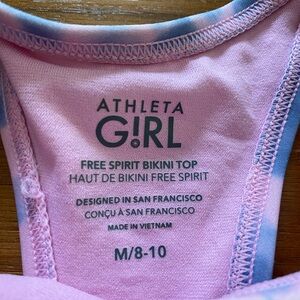 ATHLETA
GIRL
FREE SPIRIT BIKINI TOP
HAUT DE BIKINI FREE SPIRIT
DESIGNED IN SAN FRANCISCO
CONÇU À SAN FRANCISCO
MADE IN VIETNAM
M/8-10